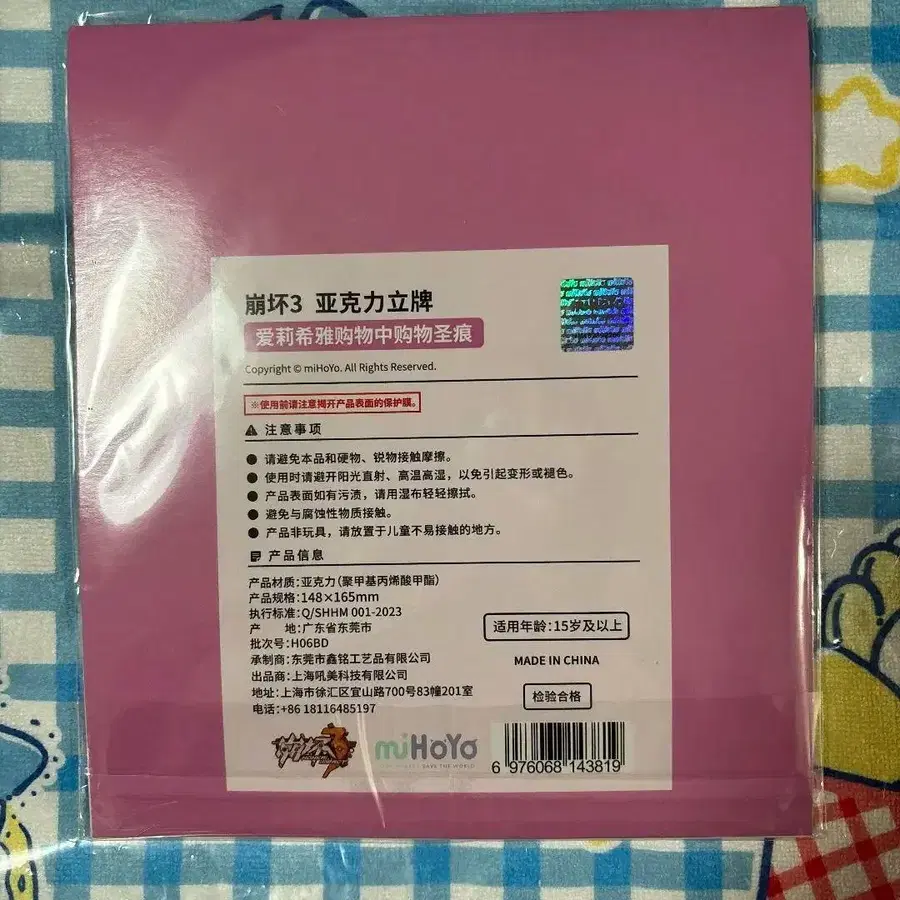 崩坏3 亚克力立牌
爱莉希雅购物中购物圣痕
Copyright © miHoYo. All Rights Reserved.
※使用前请注意揭开产品表面的保护膜。
注意事项
● 请避免本品和硬物、锐物接触摩擦。
● 使用时请避开阳光直射、高温高湿，以免引起变形或褪色。
● 产品表面如有污渍，请用湿布轻轻擦拭。
● 避免与腐蚀性物质接触。
● 产品非玩具，请放置于儿童不易接触的地方。
产品信息
产品材质：亚克力（聚甲基丙烯酸甲酯）
产品规格：148×165mm
执行标准：Q/SHHM 001-2023
产 地：广东省东莞市
批次号：H06BD
承制商：东莞市鑫铭工艺品有限公司
出品商：上海吼美科技有限公司
地址：上海市徐汇区宜山路700号83幢201室
电话：+86 18116485197
适用年龄：15岁及以上
MADE IN CHINA
检验合格
崩坏3
miHoYo
6 976068 143819